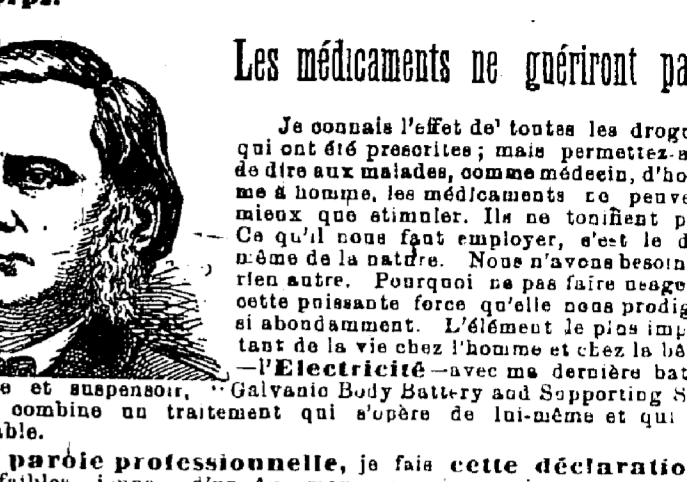 Les médicaments ne guériront pa
Je connais l'effet de' toutes les drogu
qui ont été prescrites ; mais permettez-
de dire aux malades, comme médecin, d'ho
me à homme, les médicaments ne peuve
mieux que stimuler. Ils ne tonifient p
Ce qu'il nous faut employer, c'est le d
même de la nature. Nous n'avons besoin
rien autre. Pourquoi ne pas faire usage
cette puissante force qu'elle nous prodig
si abondamment. L'élément le plus imp
tant de la vie chez l'homme et chez la bê
—l'Electricité—avec ma dernière bat
e et suspensoir, "Galvanic Body Battery and Supporting S
combine un traitement qui s'opère de lui-même et qui
able.
parole professionnelle, je fais cette déclaratio